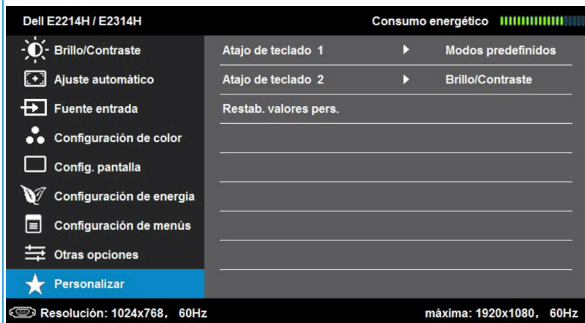 Dell E2214H / E2314H Consumo energético
Brillo/Contraste Atajo de teclado 1 Modos predefinidos
Ajuste automático Atajo de teclado 2 Brillo/Contraste
Fuente entrada Restab. valores pers.
Configuración de color
Config. pantalla
Configuración de energía
Configuración de menús
Otras opciones
Personalizar
Resolución: 1024x768, 60Hz máxima: 1920x1080, 60Hz